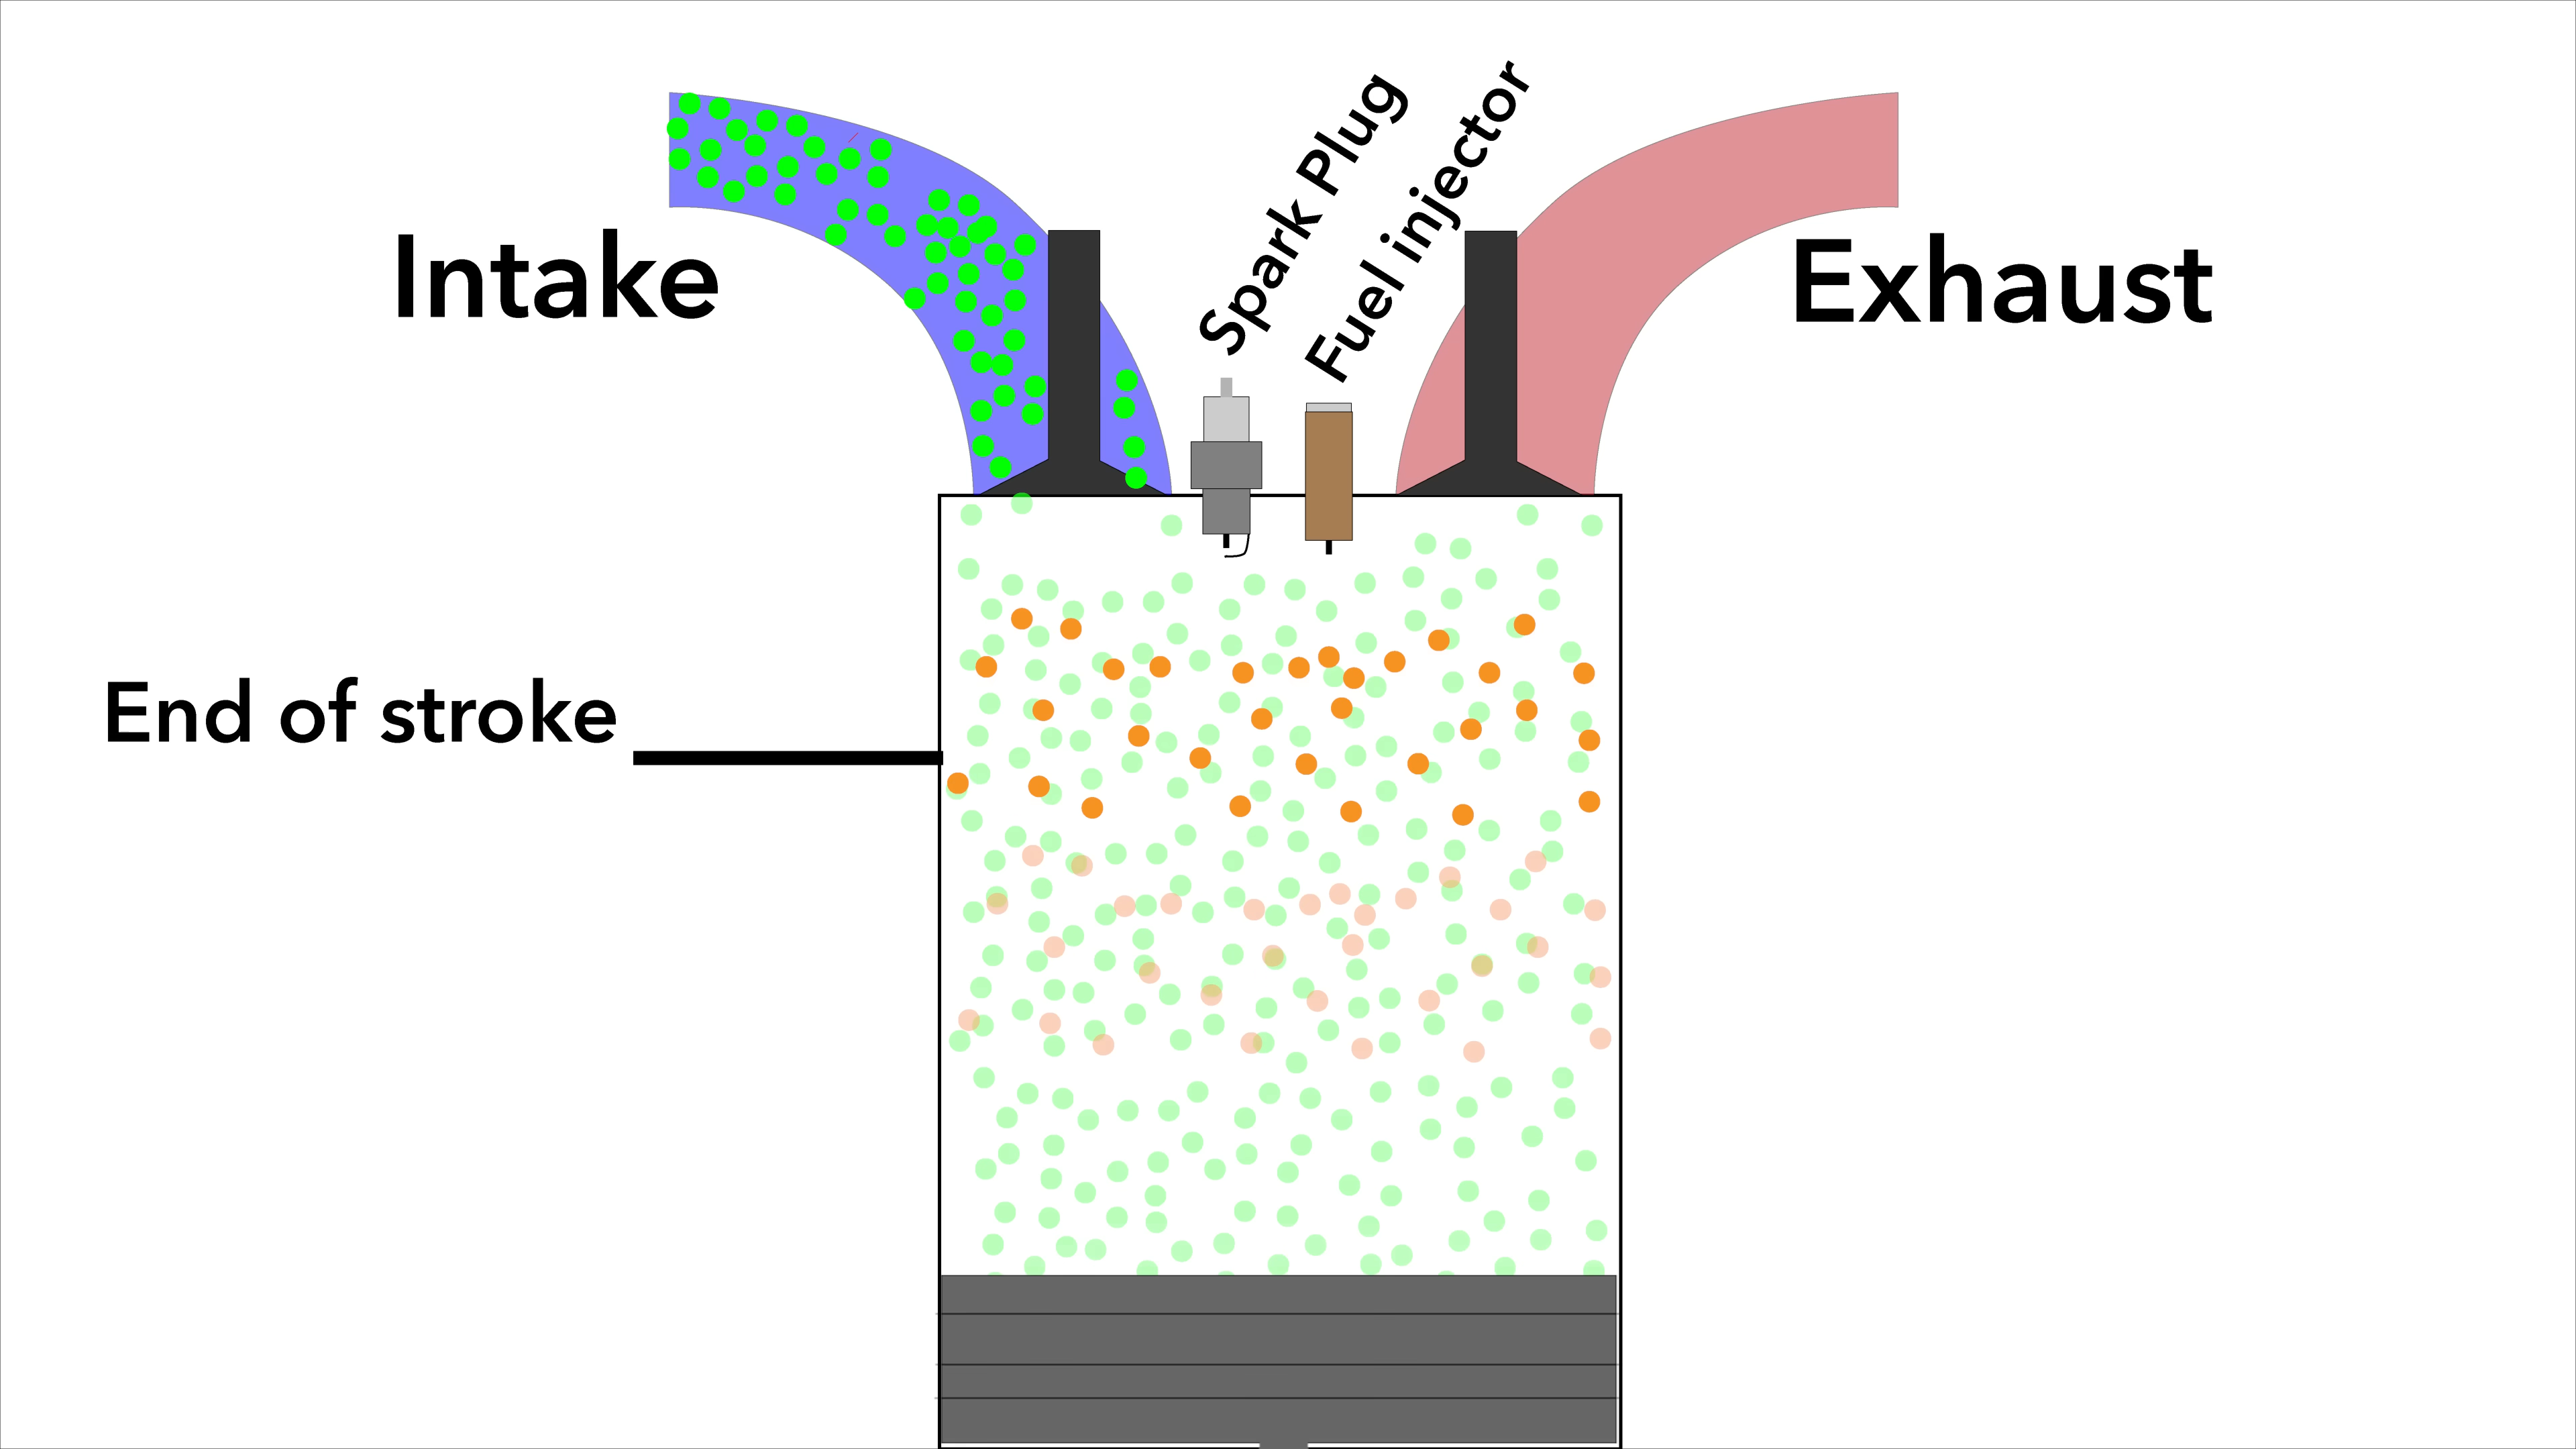 Intake
Spark Plug
Fuel injector
Exhaust
End of stroke